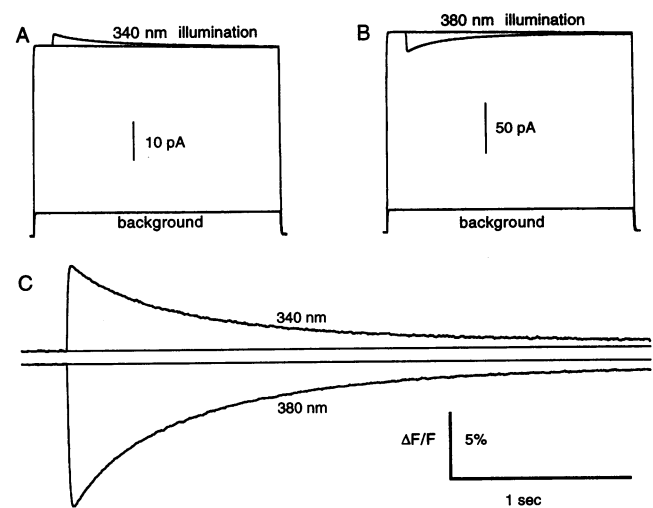 A
340 nm illumination
10 pA
background
B
380 nm illumination
50 pA
background
C
340 nm
380 nm
ΔF/F
5%
1 sec